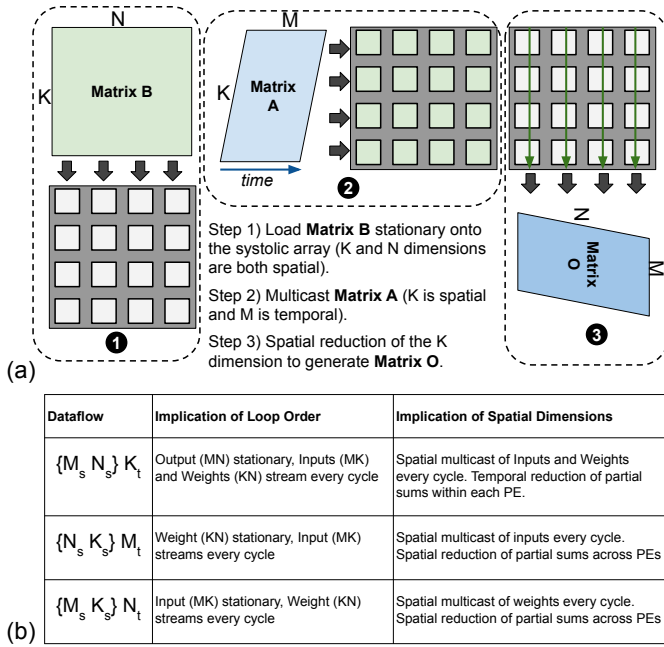 N
K
Matrix B
1
M
K
Matrix
A
time
2
N
Matrix
O
M
3
Step 1) Load Matrix B stationary onto
the systolic array (K and N dimensions
are both spatial).
Step 2) Multicast Matrix A (K is spatial
and M is temporal).
Step 3) Spatial reduction of the K
dimension to generate Matrix O.
(a)
Dataflow
Implication of Loop Order
Implication of Spatial Dimensions
{Ms Ns} Kt
Output (MN) stationary, Inputs (MK)
and Weights (KN) stream every cycle
Spatial multicast of Inputs and Weights
every cycle. Temporal reduction of partial
sums within each PE.
{Ns Ks} Mt
Weight (KN) stationary, Input (MK)
streams every cycle
Spatial multicast of inputs every cycle.
Spatial reduction of partial sums across PEs
{Ms Ks} Nt
Input (MK) stationary, Weight (KN)
streams every cycle
Spatial multicast of weights every cycle.
Spatial reduction of partial sums across PEs
(b)